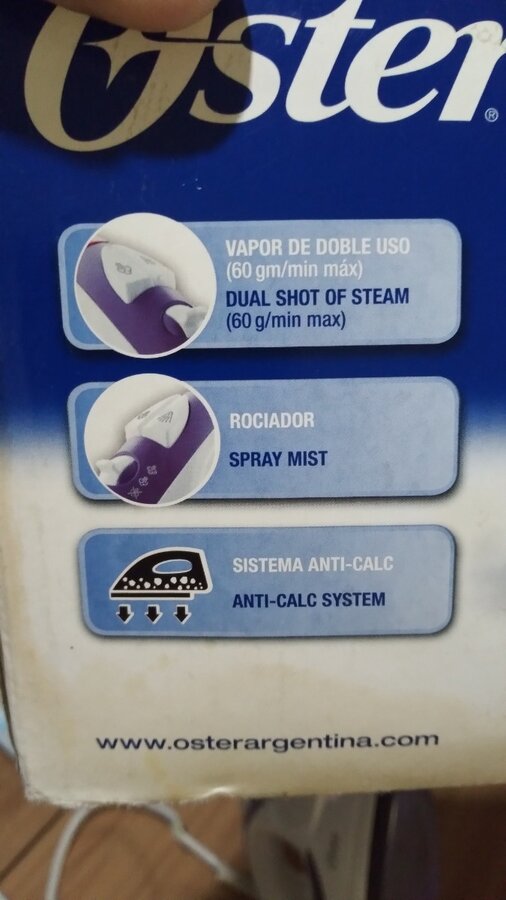 Oster®
VAPOR DE DOBLE USO
(60 gm/min máx)
DUAL SHOT OF STEAM
(60 g/min max)
ROCIADOR
SPRAY MIST
SISTEMA ANTI-CALC
ANTI-CALC SYSTEM
www.osterargentina.com